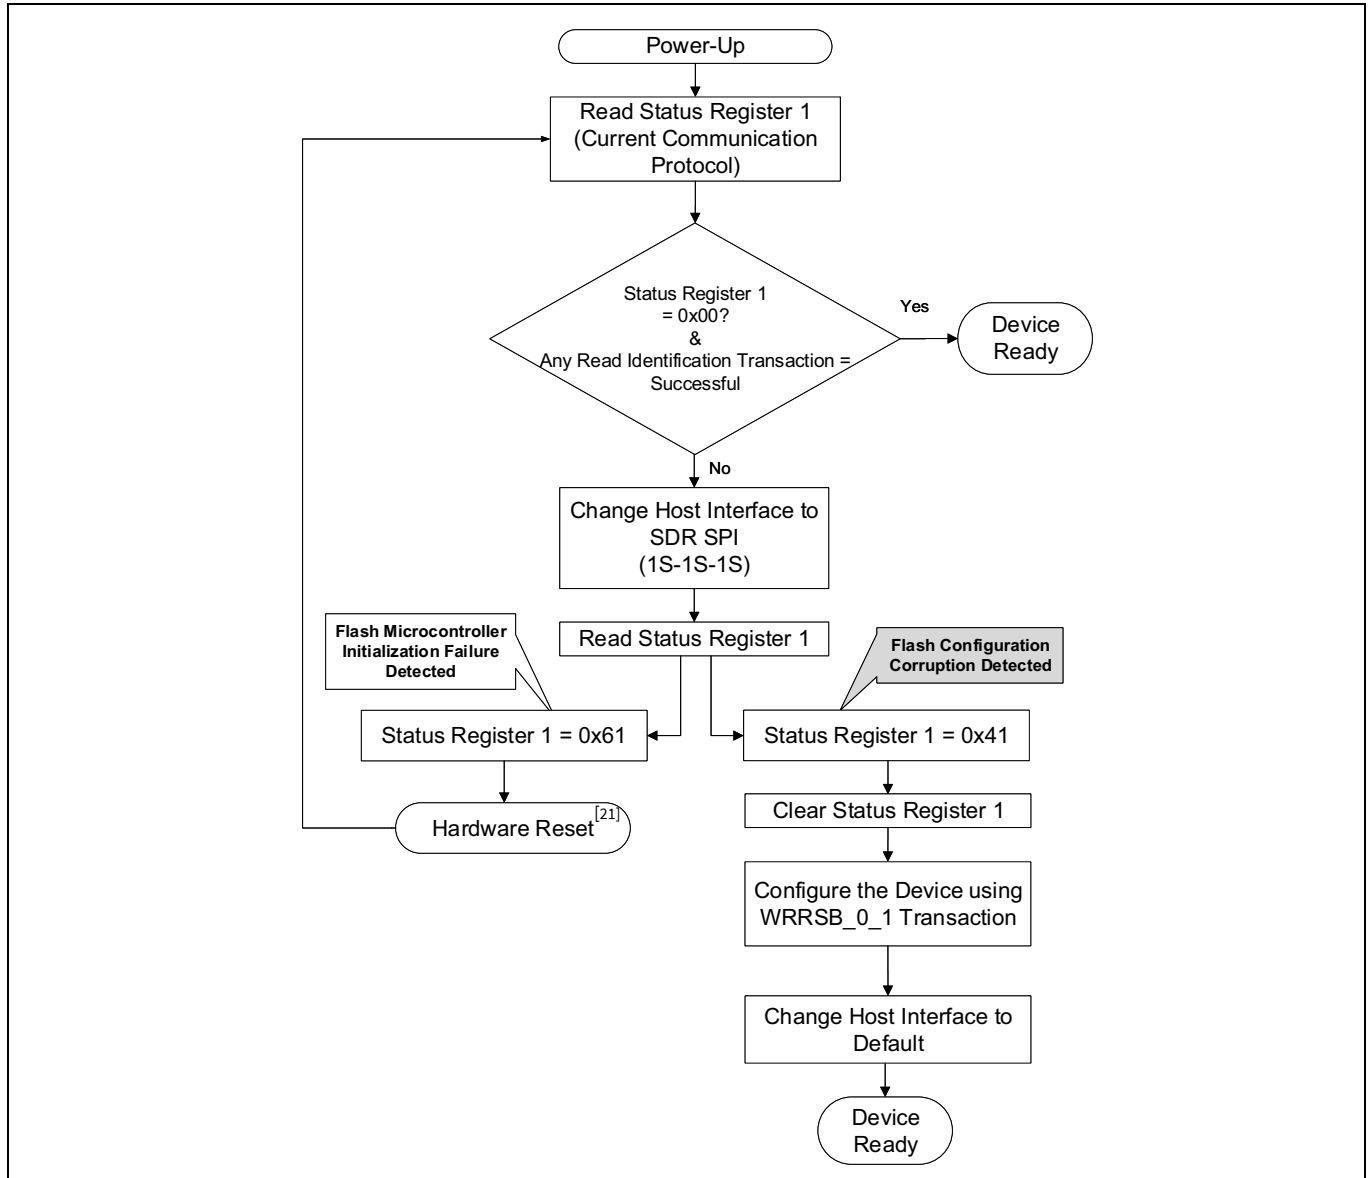 Power-Up
Read Status Register 1
(Current Communication
Protocol)
Status Register 1
= 0x00?
&
Any Read Identification Transaction =
Successful
Yes
Device
Ready
No
Change Host Interface to
SDR SPI
(1S-1S-1S)
Read Status Register 1
Flash Microcontroller
Initialization Failure
Detected
Flash Configuration
Corruption Detected
Status Register 1 = 0x61
Status Register 1 = 0x41
Hardware Reset[21]
Clear Status Register 1
Configure the Device using
WRRSB_0_1 Transaction
Change Host Interface to
Default
Device
Ready